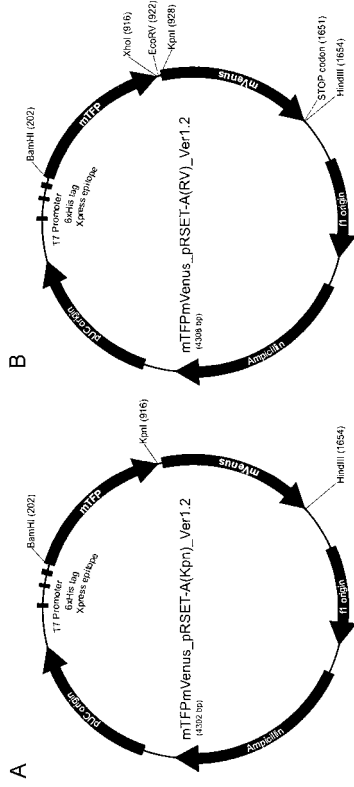 A
BamHI (202)
T7 Promoter
6xHis tag
Xpress epitope
mTFP
KpnI (916)
mVenus
HindIII (1654)
f1 origin
Ampicillin
pUC origin
mTFPmVenus_pRSET-A(Kpn)_Ver1.2
(4302 bp)
B
BamHI (202)
T7 Promoter
6xHis tag
Xpress epitope
mTFP
XhoI (916)
EcoRV (922)
KpnI (928)
mVenus
STOP codon (1651)
HindIII (1654)
f1 origin
Ampicillin
pUC origin
mTFPmVenus_pRSET-A(RV)_Ver1.2
(4308 bp)